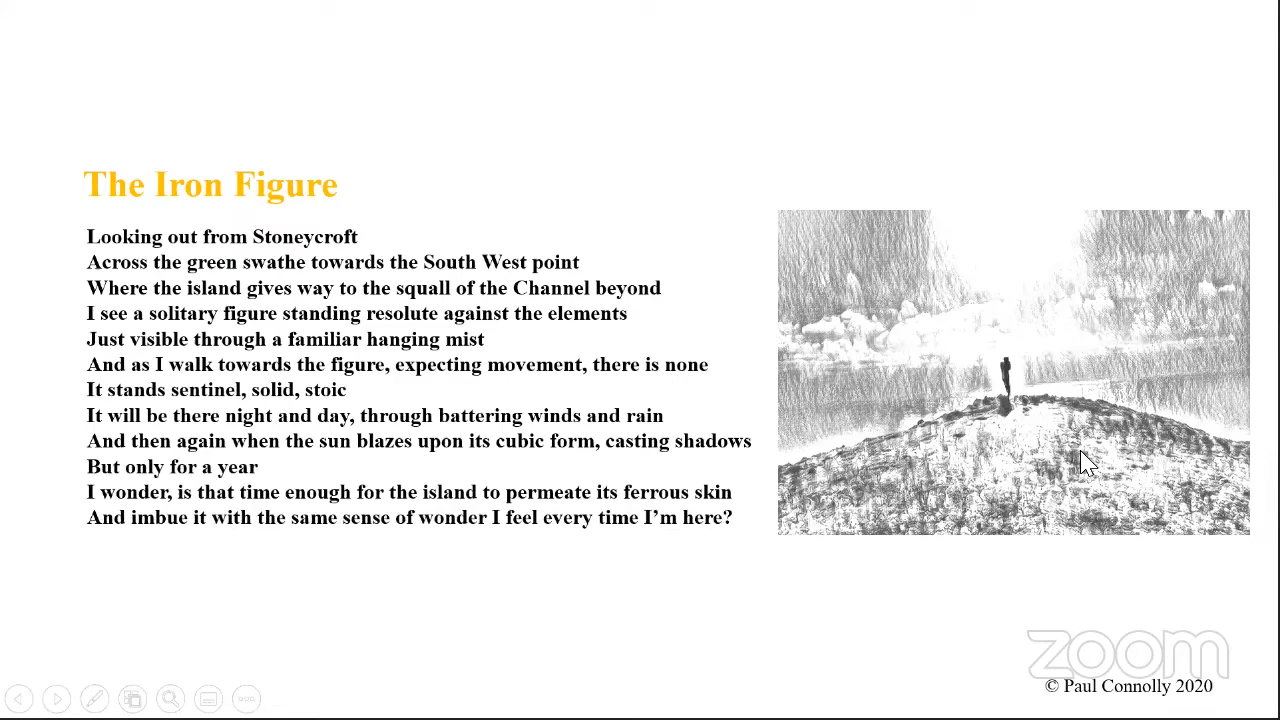 The Iron Figure
Looking out from Stoneycroft
Across the green swathe towards the South West point
Where the island gives way to the squall of the Channel beyond
I see a solitary figure standing resolute against the elements
Just visible through a familiar hanging mist
And as I walk towards the figure, expecting movement, there is none
It stands sentinel, solid, stoic
It will be there night and day, through battering winds and rain
And then again when the sun blazes upon its cubic form, casting shadows
But only for a year
I wonder, is that time enough for the island to permeate its ferrous skin
And imbue it with the same sense of wonder I feel every time I’m here?
zoom
© Paul Connolly 2020